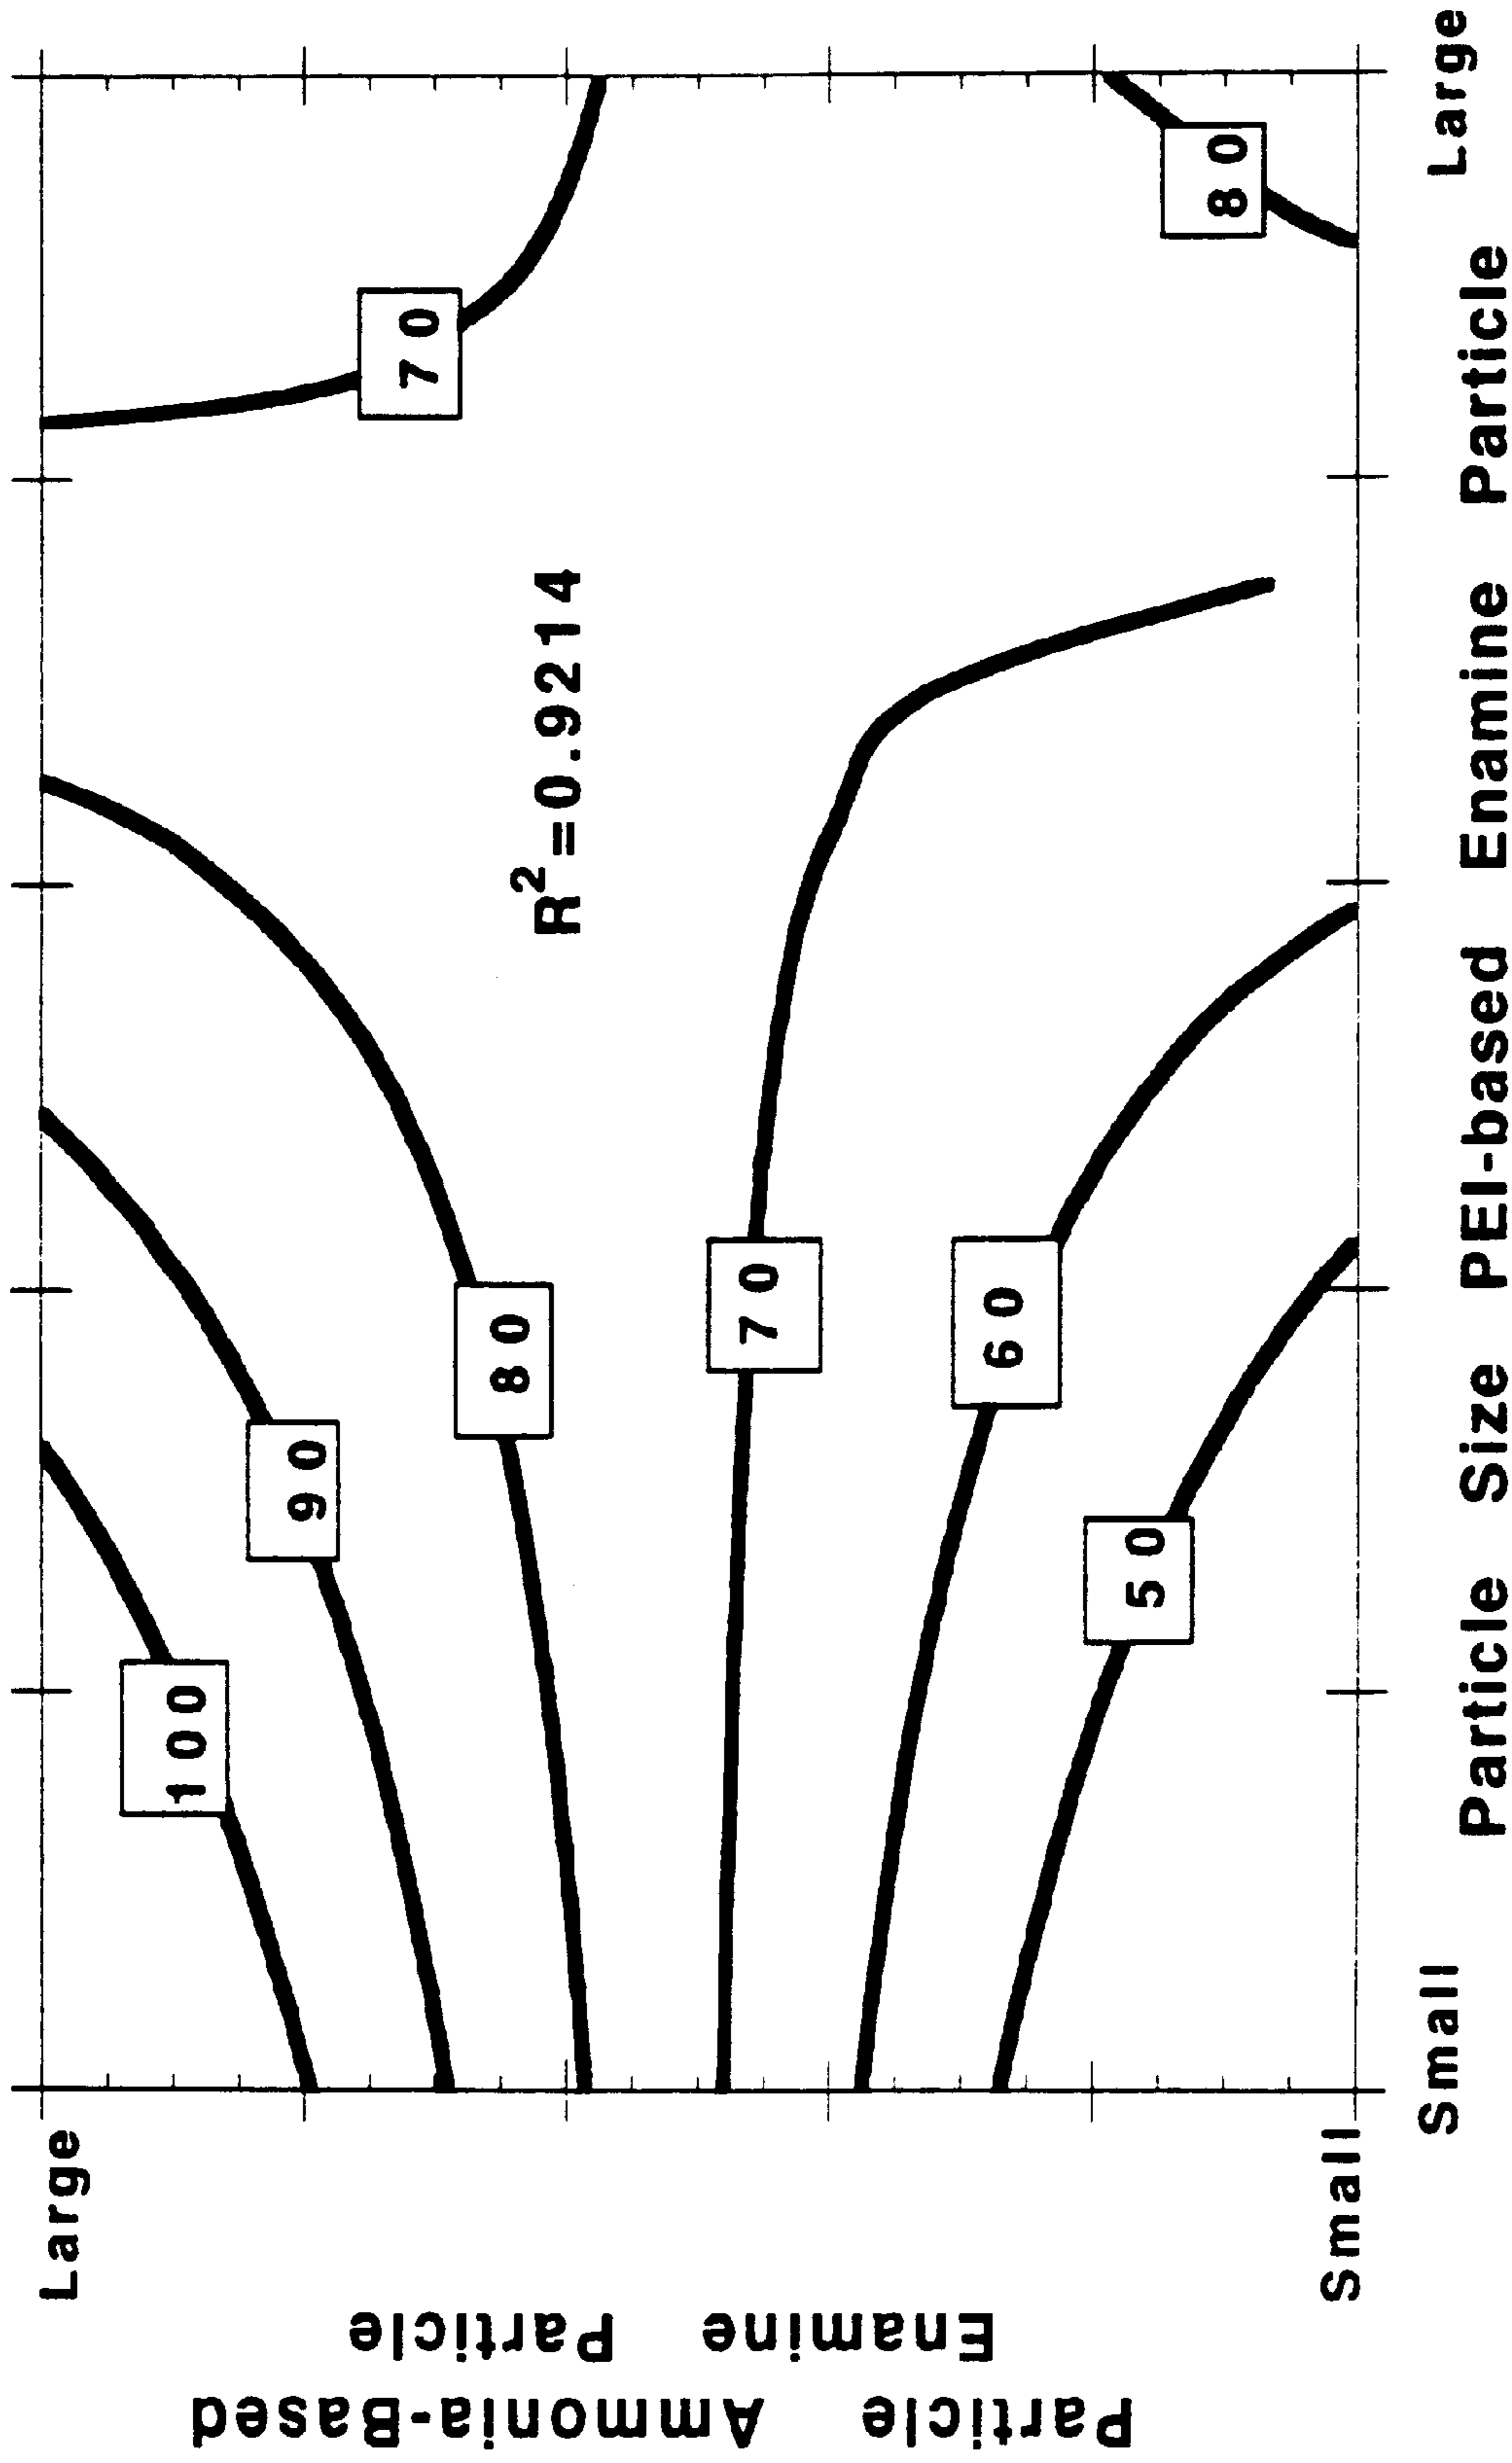 Particle Ammonia-Based
Enamine Particle
Large
100
90
80
70
R²=0.9214
70
60
50
80
Small
Small
Large
Particle Size PEI-based Enamine Particle